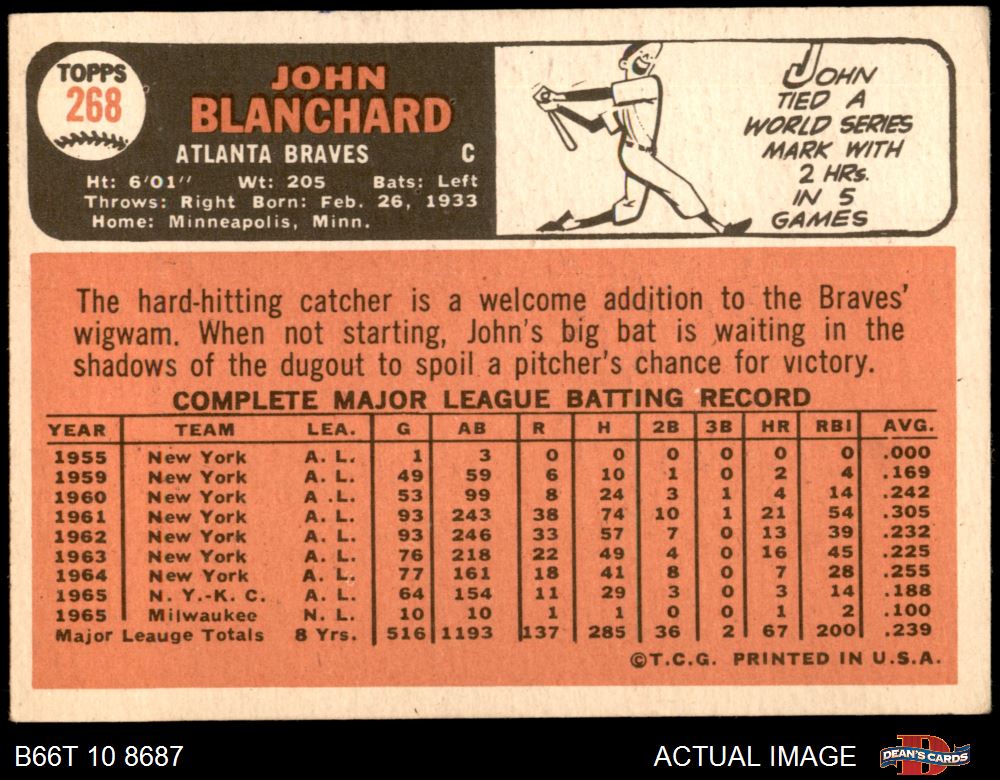 TOPPS
268
JOHN
BLANCHARD
ATLANTA BRAVES C
Ht: 6'01" Wt: 205 Bats: Left
Throws: Right Born: Feb. 26, 1933
Home: Minneapolis, Minn.
JOHN
TIED A
WORLD SERIES
MARK WITH
2 HRs.
IN 5
GAMES
The hard-hitting catcher is a welcome addition to the Braves'
wigwam. When not starting, John's big bat is waiting in the
shadows of the dugout to spoil a pitcher's chance for victory.
COMPLETE MAJOR LEAGUE BATTING RECORD
YEAR TEAM LEA. G AB R H 2B 3B HR RBI AVG.
1955 New York A. L. 1 3 0 0 0 0 0 0 .000
1959 New York A. L. 49 59 6 10 1 0 2 4 .169
1960 New York A .L. 53 99 8 24 3 1 4 14 .242
1961 New York A. L. 93 243 38 74 10 1 21 54 .305
1962 New York A. L. 93 246 33 57 7 0 13 39 .232
1963 New York A. L. 76 218 22 49 4 0 16 45 .225
1964 New York A. L. 77 161 18 41 8 0 7 28 .255
1965 N. Y.-K. C. A. L. 64 154 11 29 3 0 3 14 .188
1965 Milwaukee N. L. 10 10 1 1 0 0 1 2 .100
Major Leauge Totals 8 Yrs. 516 1193 137 285 36 2 67 200 .239
©T.C.G. PRINTED IN U.S.A.
B66T 10 8687 ACTUAL IMAGE DEAN'S CARDS